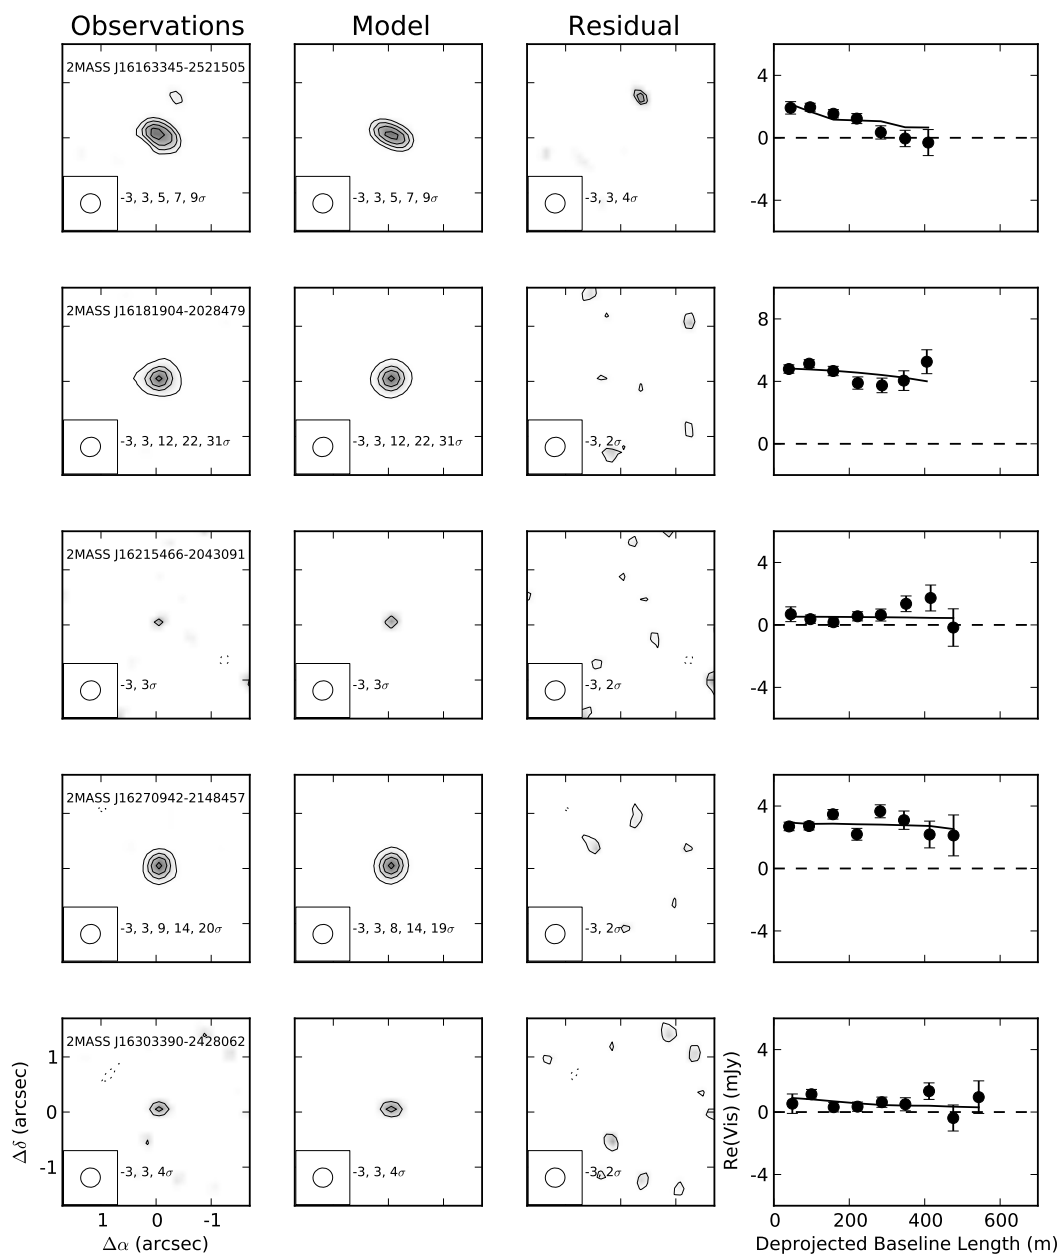 Observations Model Residual
2MASS J16163345-2521505
4
0
-4
-3, 3, 5, 7, 9σ -3, 3, 5, 7, 9σ -3, 3, 4σ
2MASS J16181904-2028479
8
4
0
-3, 3, 12, 22, 31σ -3, 3, 12, 22, 31σ -3, 2σ
2MASS J16215466-2043091
4
0
-4
-3, 3σ -3, 3σ -3, 2σ
2MASS J16270942-2148457
4
0
-4
-3, 3, 9, 14, 20σ -3, 3, 8, 14, 19σ -3, 2σ
2MASS J16303390-2428062
1
0
-1
Δδ (arcsec)
4
0
-4
Re(Vis) (mJy)
-3, 3, 4σ -3, 3, 4σ -3, 2σ
1 0 -1
Δα (arcsec)
0 200 400 600
Deprojected Baseline Length (m)